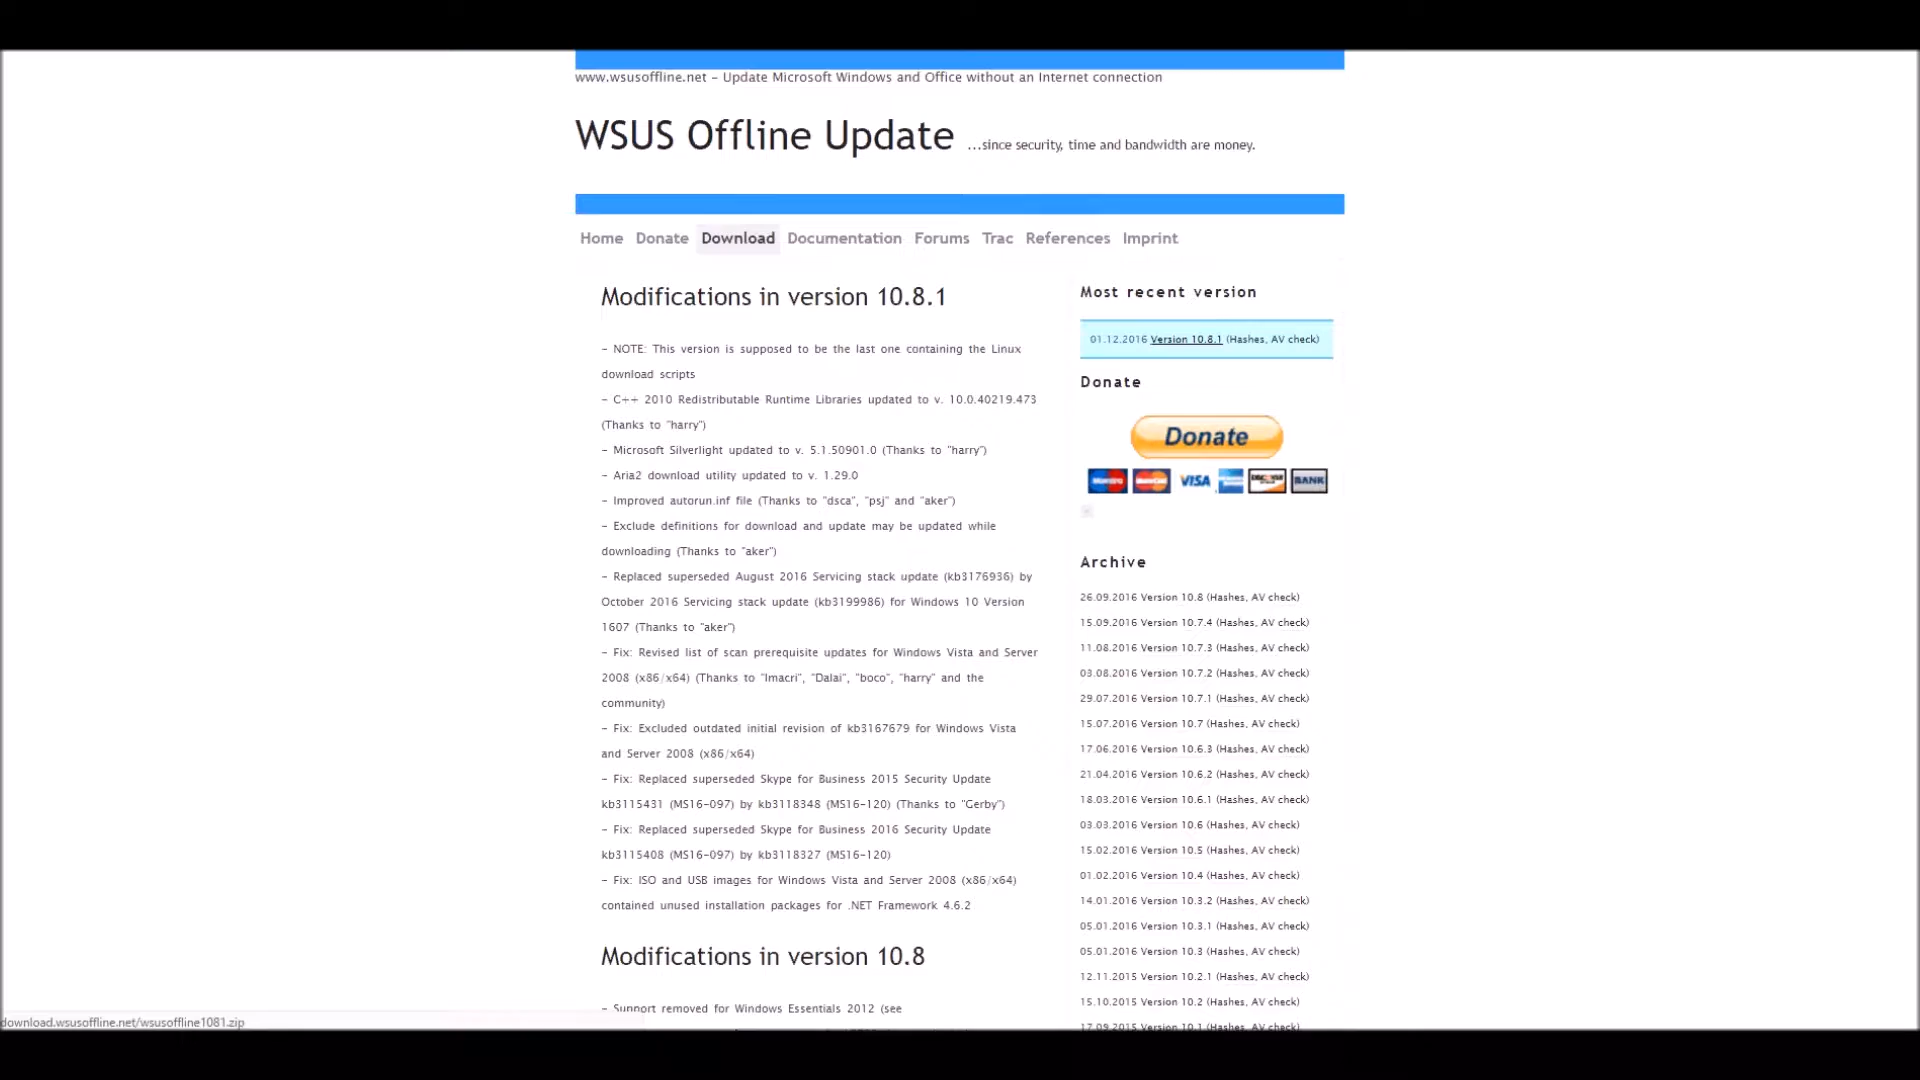 www.wsusoffline.net – Update Microsoft Windows and Office without an Internet connection
WSUS Offline Update ...since security, time and bandwidth are money.
Home Donate Download Documentation Forums Trac References Imprint
Modifications in version 10.8.1
– NOTE: This version is supposed to be the last one containing the Linux
download scripts
– C++ 2010 Redistributable Runtime Libraries updated to v. 10.0.40219.473
(Thanks to "harry")
– Microsoft Silverlight updated to v. 5.1.50901.0 (Thanks to "harry")
– Aria2 download utility updated to v. 1.29.0
– Improved autorun.inf file (Thanks to "dsca", "psj" and "aker")
– Exclude definitions for download and update may be updated while
downloading (Thanks to "aker")
– Replaced superseded August 2016 Servicing stack update (kb3176936) by
October 2016 Servicing stack update (kb3199986) for Windows 10 Version
1607 (Thanks to "aker")
– Fix: Revised list of scan prerequisite updates for Windows Vista and Server
2008 (x86/x64) (Thanks to "lmacri", "Dalai", "boco", "harry" and the
community)
– Fix: Excluded outdated initial revision of kb3167679 for Windows Vista
and Server 2008 (x86/x64)
– Fix: Replaced superseded Skype for Business 2015 Security Update
kb3115431 (MS16-097) by kb3118348 (MS16-120) (Thanks to "Gerby")
– Fix: Replaced superseded Skype for Business 2016 Security Update
kb3115408 (MS16-097) by kb3118327 (MS16-120)
– Fix: ISO and USB images for Windows Vista and Server 2008 (x86/x64)
contained unused installation packages for .NET Framework 4.6.2
Modifications in version 10.8
– Support removed for Windows Essentials 2012 (see
Most recent version
01.12.2016 Version 10.8.1 (Hashes, AV check)
Donate
Donate
Maestro MasterCard VISA DISCOVER BANK
Archive
26.09.2016 Version 10.8 (Hashes, AV check)
15.09.2016 Version 10.7.4 (Hashes, AV check)
11.08.2016 Version 10.7.3 (Hashes, AV check)
03.08.2016 Version 10.7.2 (Hashes, AV check)
29.07.2016 Version 10.7.1 (Hashes, AV check)
15.07.2016 Version 10.7 (Hashes, AV check)
17.06.2016 Version 10.6.3 (Hashes, AV check)
21.04.2016 Version 10.6.2 (Hashes, AV check)
18.03.2016 Version 10.6.1 (Hashes, AV check)
03.03.2016 Version 10.6 (Hashes, AV check)
15.02.2016 Version 10.5 (Hashes, AV check)
01.02.2016 Version 10.4 (Hashes, AV check)
14.01.2016 Version 10.3.2 (Hashes, AV check)
05.01.2016 Version 10.3.1 (Hashes, AV check)
05.01.2016 Version 10.3 (Hashes, AV check)
12.11.2015 Version 10.2.1 (Hashes, AV check)
15.10.2015 Version 10.2 (Hashes, AV check)
17.09.2015 Version 10.1 (Hashes, AV check)
download.wsusoffline.net/wsusoffline1081.zip